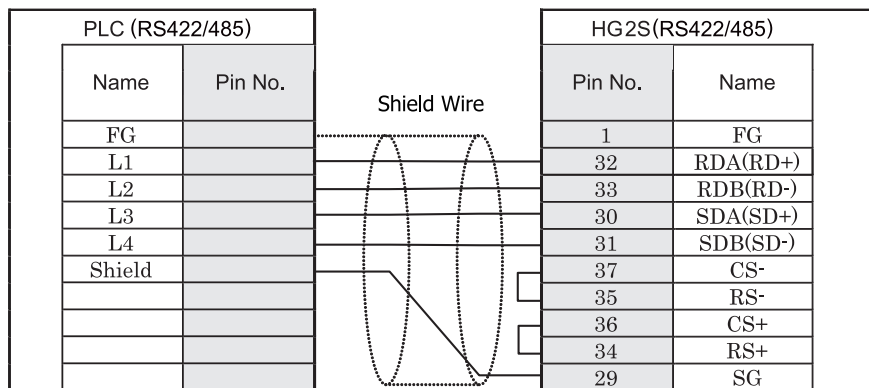 PLC (RS422/485) HG2S(RS422/485)
Name Pin No. Pin No. Name
Shield Wire
FG 1 FG
L1 32 RDA(RD+)
L2 33 RDB(RD-)
L3 30 SDA(SD+)
L4 31 SDB(SD-)
Shield 37 CS-
35 RS-
36 CS+
34 RS+
29 SG